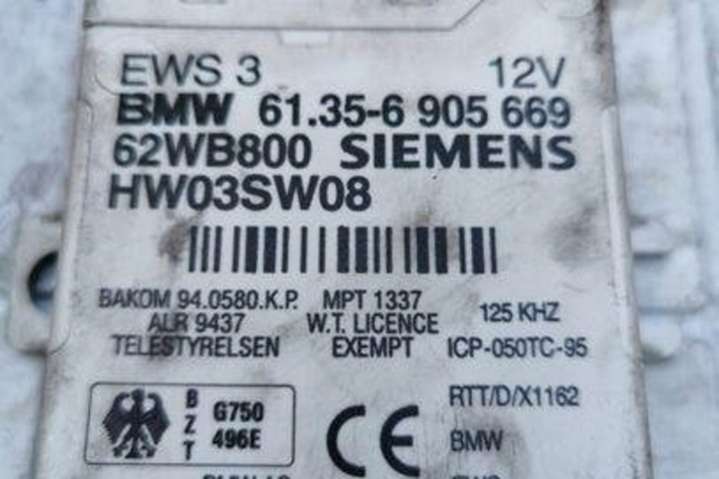 EWS 3 12V
BMW 61.35-6 905 669
62WB800 SIEMENS
HW03SW08
BAKOM 94.0580.K.P. MPT 1337 125 KHZ
ALR 9437 W.T. LICENCE
TELESTYRELSEN EXEMPT ICP-050TC-95
BZT G750 RTT/D/X1162
496E BMW